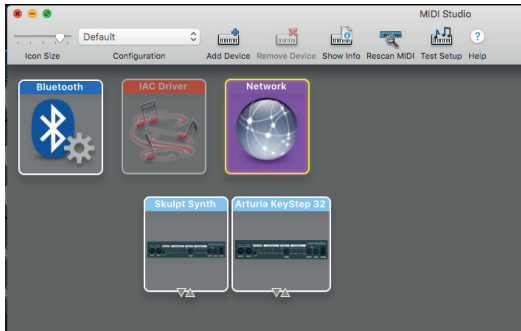 MIDI Studio
Default
Icon Size
Configuration
Add Device
Remove Device
Show Info
Rescan MIDI
Test Setup
Help
?
Bluetooth
IAC Driver
Network
Skulpt Synth
Arturia KeyStep 32